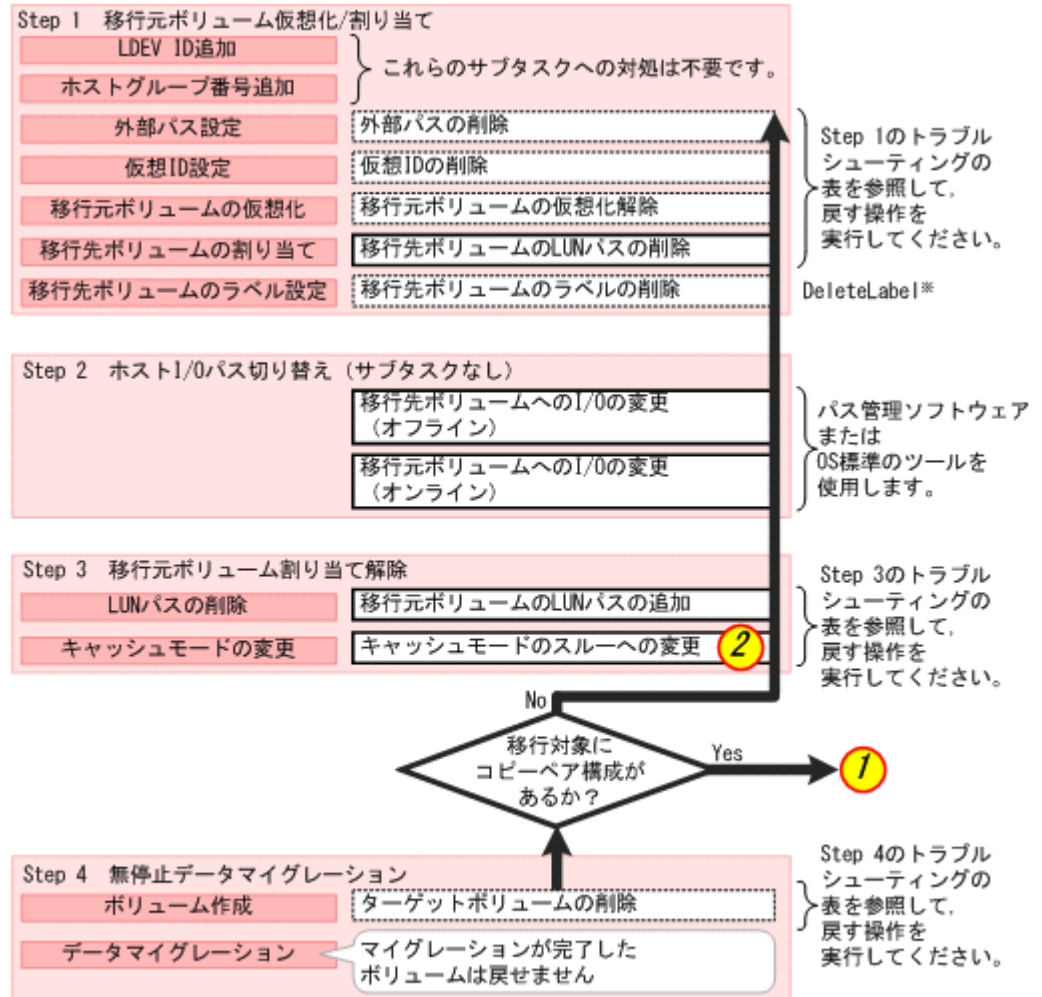 Step 1 移行元ボリューム仮想化/割り当て
LDEV ID追加
ホストグループ番号追加
これらのサブタスクへの対処は不要です。
外部パス設定
外部パスの削除
仮想ID設定
仮想IDの削除
移行元ボリュームの仮想化
移行元ボリュームの仮想化解除
移行先ボリュームの割り当て
移行先ボリュームのLUNパスの削除
Step 1のトラブル
シューティングの
表を参照して,
戻す操作を
実行してください。
移行先ボリュームのラベル設定
移行先ボリュームのラベルの削除
DeleteLabel※
Step 2 ホストI/Oパス切り替え（サブタスクなし）
移行先ボリュームへのI/Oの変更
（オフライン）
移行元ボリュームへのI/Oの変更
（オンライン）
パス管理ソフトウェア
または
OS標準のツールを
使用します。
Step 3 移行元ボリューム割り当て解除
LUNパスの削除
移行元ボリュームのLUNパスの追加
キャッシュモードの変更
キャッシュモードのスルーへの変更
2
Step 3のトラブル
シューティングの
表を参照して,
戻す操作を
実行してください。
No
移行対象に
コピーペア構成が
あるか？
Yes
1
Step 4 無停止データマイグレーション
ボリューム作成
ターゲットボリュームの削除
データマイグレーション
マイグレーションが完了した
ボリュームは戻せません
Step 4のトラブル
シューティングの
表を参照して,
戻す操作を
実行してください。